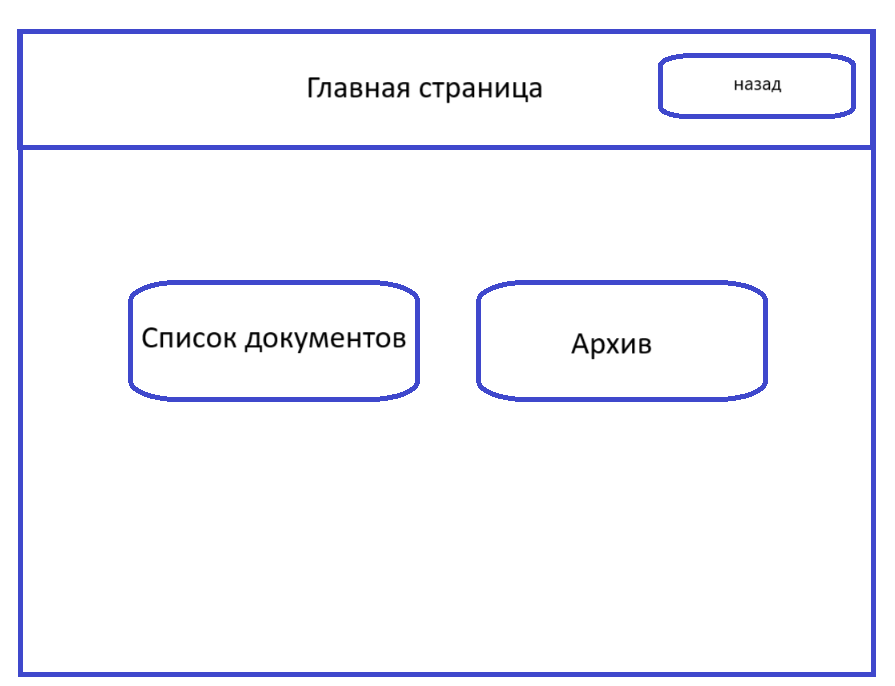 Главная страница
назад
Список документов
Архив